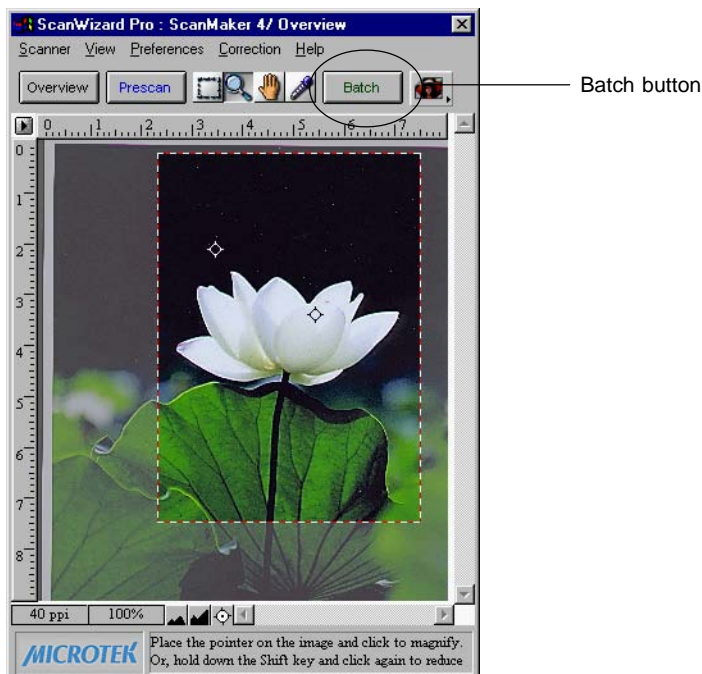 ScanWizard Pro : ScanMaker 4/ Overview
Scanner View Preferences Correction Help
Overview Prescan Batch
Batch button
0 1 2 3 4 5 6 7
0
1
2
3
4
5
6
7
8
40 ppi 100%
MICROTEK
Place the pointer on the image and click to magnify.
Or, hold down the Shift key and click again to reduce